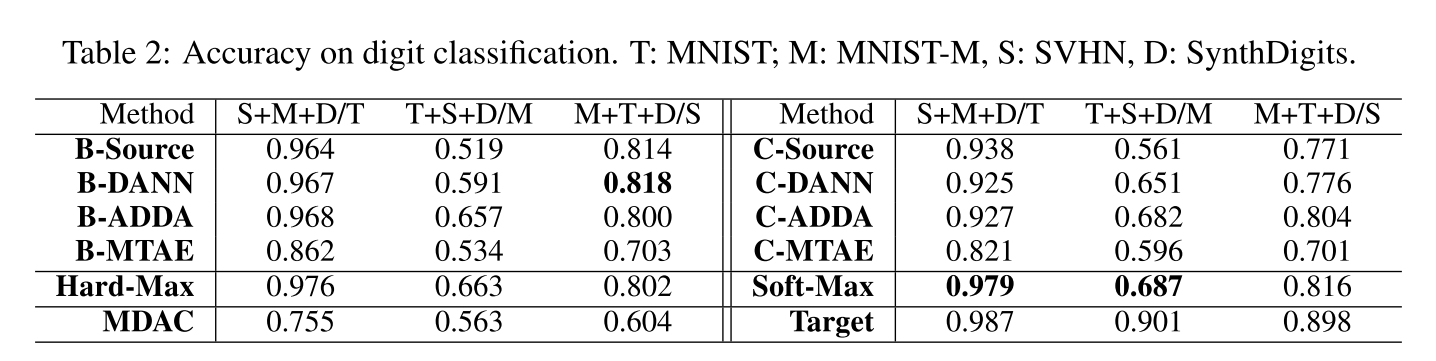 Table 2: Accuracy on digit classification. T: MNIST; M: MNIST-M, S: SVHN, D: SynthDigits.
Method S+M+D/T T+S+D/M M+T+D/S Method S+M+D/T T+S+D/M M+T+D/S
B-Source 0.964 0.519 0.814 C-Source 0.938 0.561 0.771
B-DANN 0.967 0.591 0.818 C-DANN 0.925 0.651 0.776
B-ADDA 0.968 0.657 0.800 C-ADDA 0.927 0.682 0.804
B-MTAE 0.862 0.534 0.703 C-MTAE 0.821 0.596 0.701
Hard-Max 0.976 0.663 0.802 Soft-Max 0.979 0.687 0.816
MDAC 0.755 0.563 0.604 Target 0.987 0.901 0.898